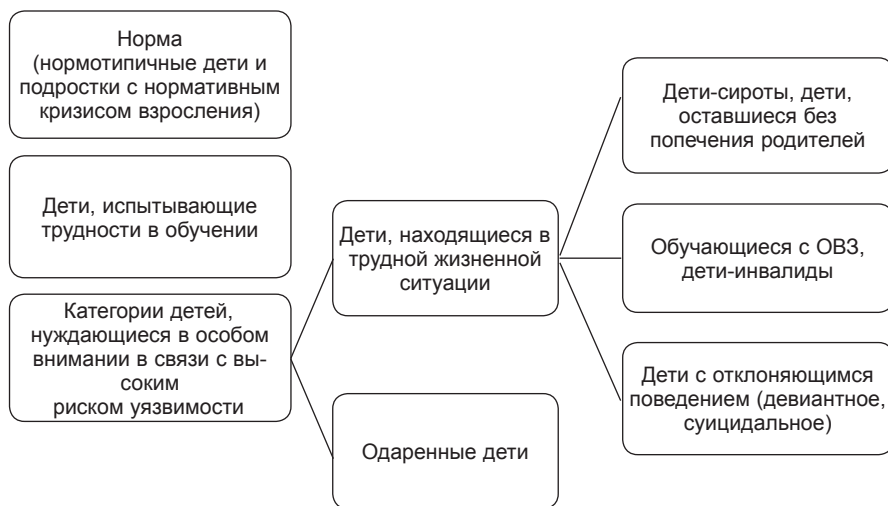 Норма
(нормотипичные дети и
подростки с нормативным
кризисом взросления)
Дети, испытывающие
трудности в обучении
Категории детей,
нуждающиеся в особом
внимании в связи с вы-
соким
риском уязвимости
Дети, находящиеся в
трудной жизненной
ситуации
Одаренные дети
Дети-сироты, дети,
оставшиеся без
попечения родителей
Обучающиеся с ОВЗ,
дети-инвалиды
Дети с отклоняющимся
поведением (девиантное,
суицидальное)